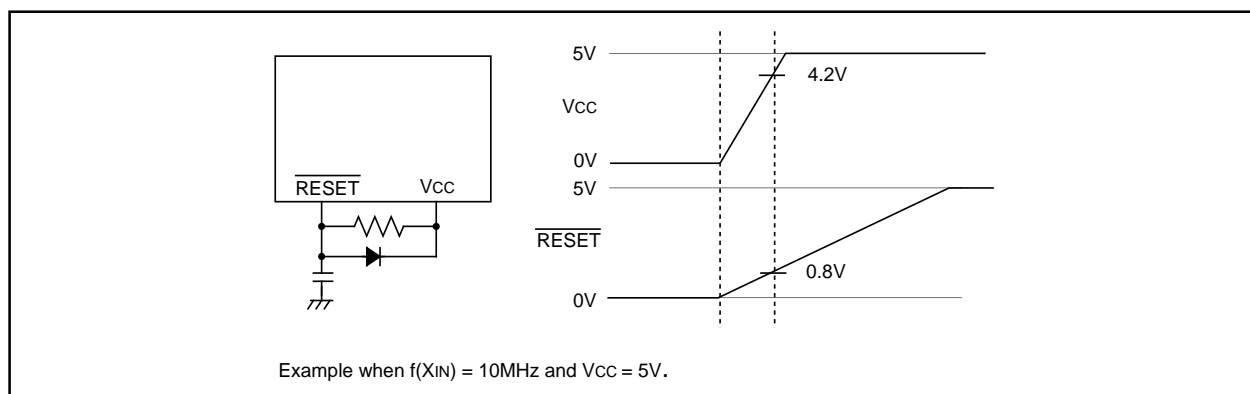 RESET
VCC
5V
4.2V
VCC
0V
5V
RESET
0.8V
0V
Example when f(XIN) = 10MHz and VCC = 5V.